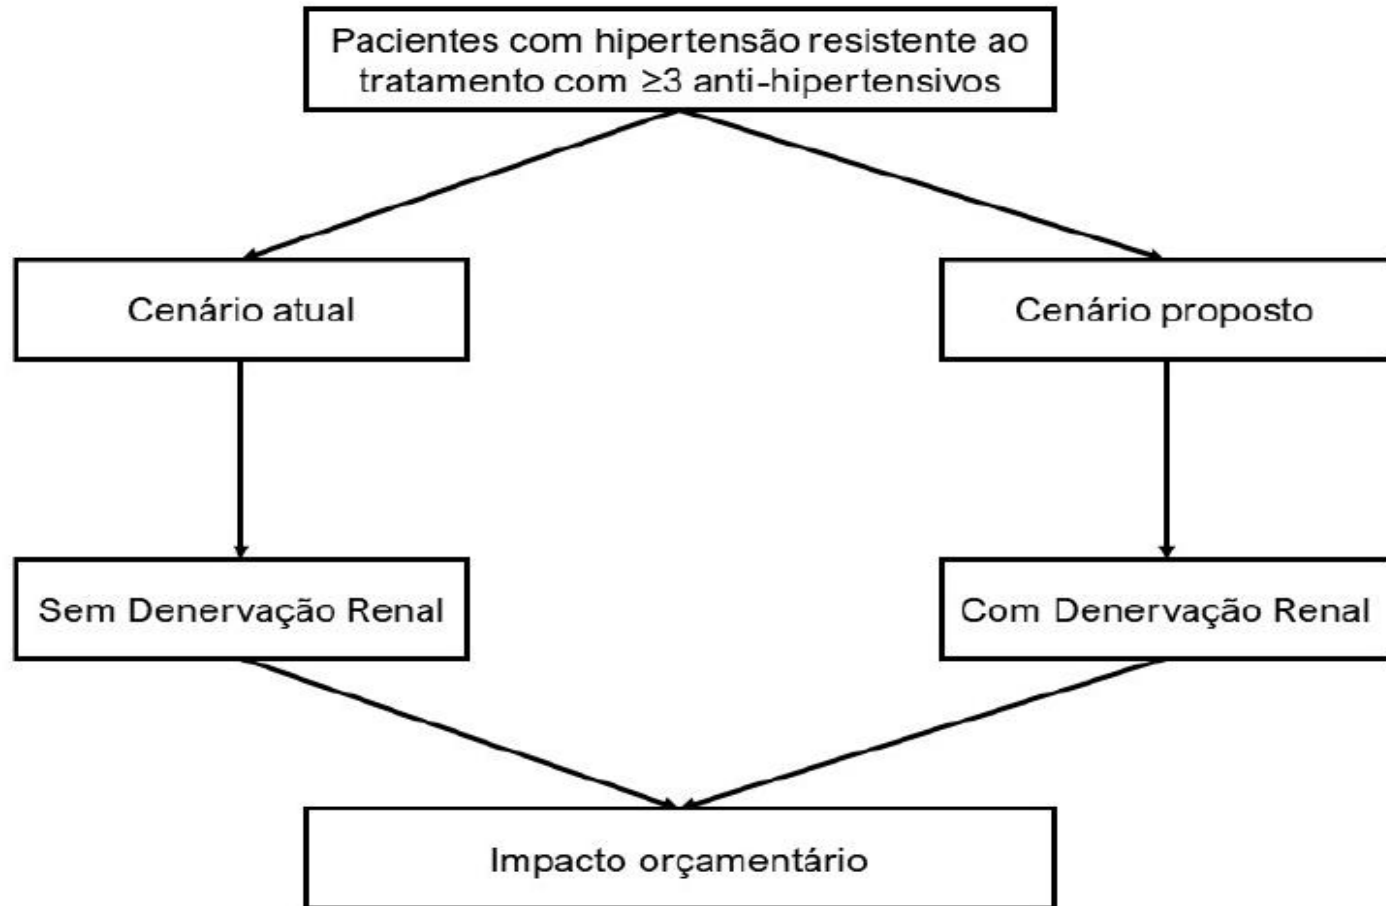 Pacientes com hipertensão resistente ao
tratamento com ≥3 anti-hipertensivos
Cenário atual
Cenário proposto
Sem Denervação Renal
Com Denervação Renal
Impacto orçamentário